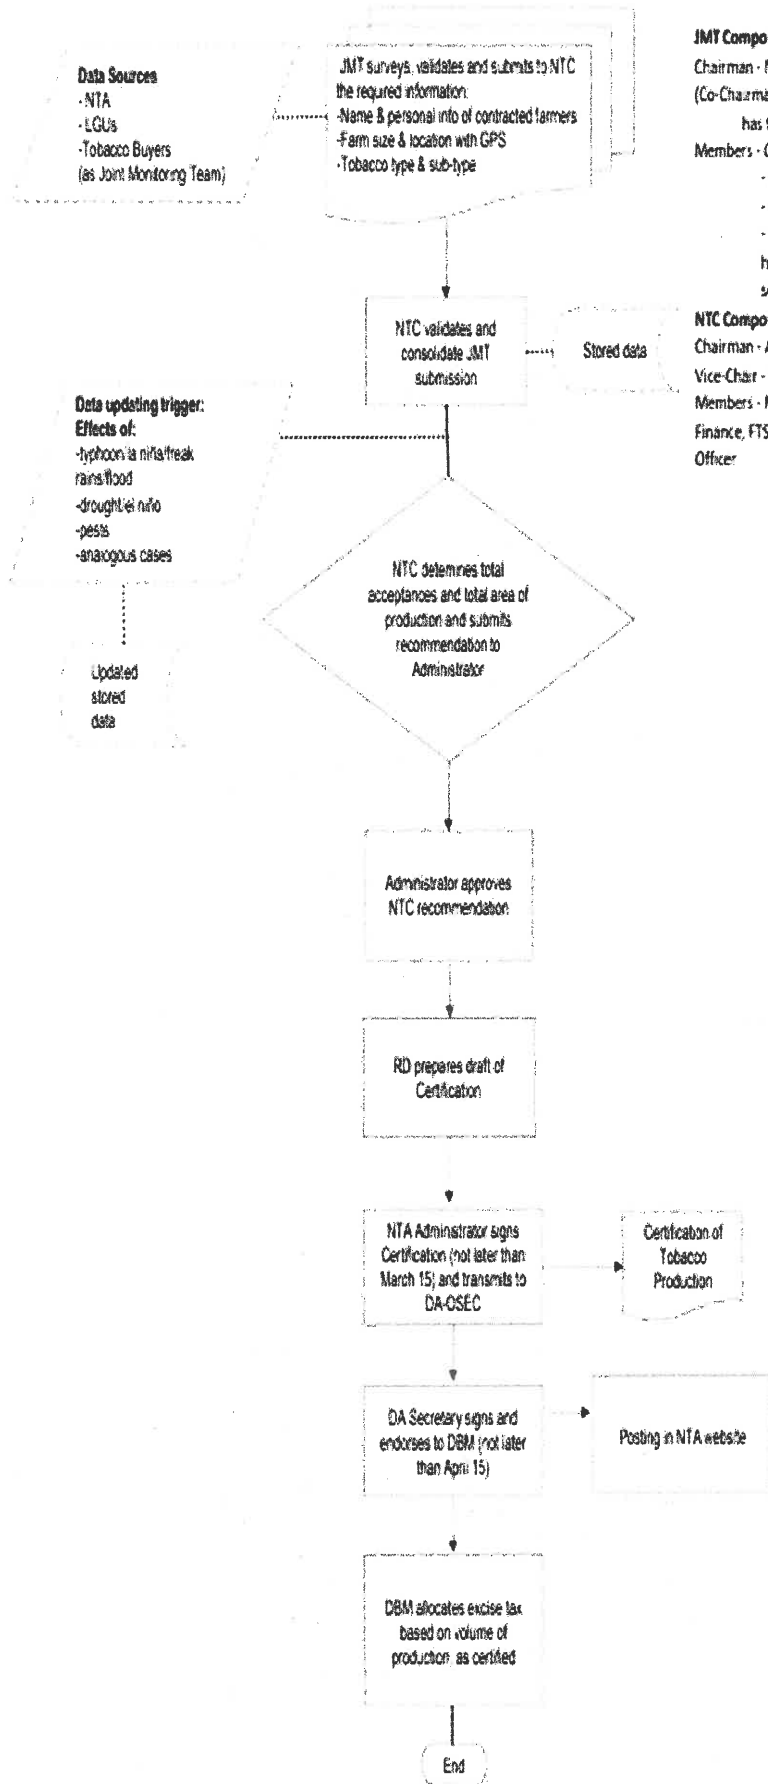 Data Sources
- NTA
- LGUs
- Tobacco Buyers
(as Joint Monitoring Team)
JMT surveys, validates and submits to NTC
the required information:
-Name & personal info of contracted farmers
-Farm size & location with GPS
-Tobacco type & sub-type
JMT Compo
Chairman -
(Co-Chairma
has
Members -
-
-
-
NTC Compo
Chairman - A
Vice-Chair -
Members -
Finance, FTS
Officer
NTC validates and
consolidate JMT
submission
Stored data
Data updating trigger:
Effects of:
-typhoon/la niña/freak
rains/flood
-drought/el niño
-pests
-analogous cases
Updated
stored
data
NTC detemines total
acceptances and total area of
production and submits
recommendation to
Administrator
Administrator approves
NTC recommendation
RD prepares draft of
Certification
NTA Administrator signs
Certification (not later than
March 15) and transmits to
DA-OSEC
Certification of
Tobacco
Production
DA Secretary signs and
endorses to DBM (not later
than April 15)
Posting in NTA website
DBM allocates excise tax
based on volume of
production, as certified
End